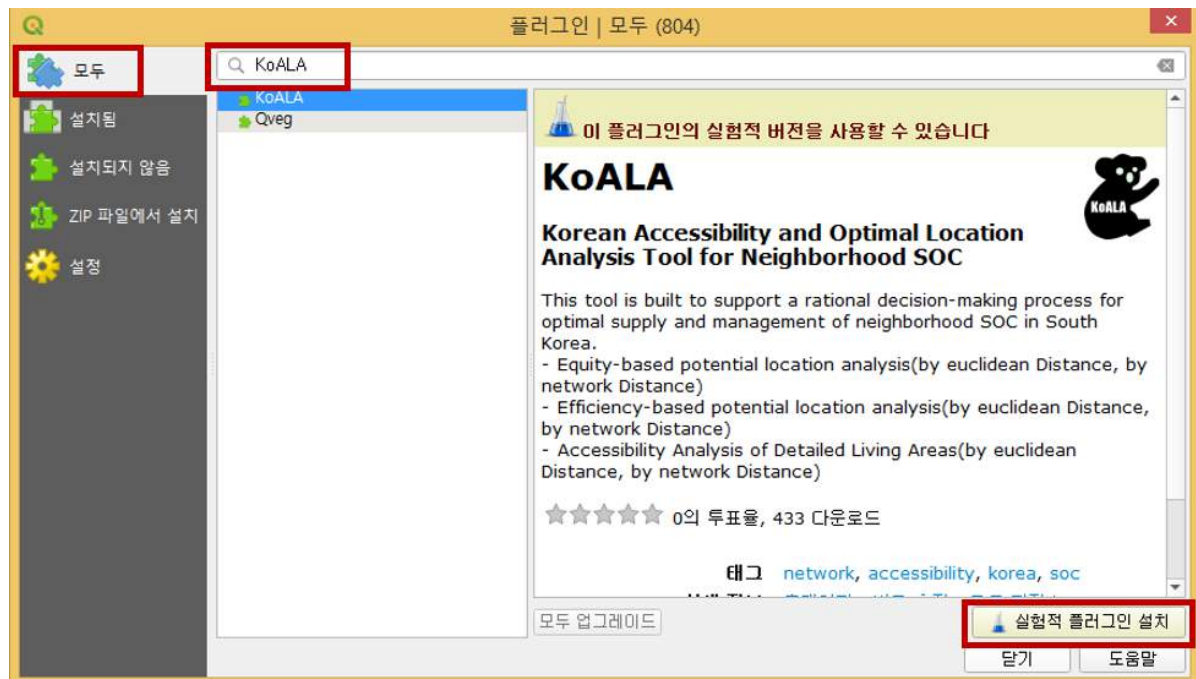 플러그인 | 모두 (804)
모두
KoALA
설치됨
설치되지 않음
ZIP 파일에서 설치
설정
KoALA
Qveg
이 플러그인의 실험적 버전을 사용할 수 있습니다
KoALA
KoALA
Korean Accessibility and Optimal Location
Analysis Tool for Neighborhood SOC
This tool is built to support a rational decision-making process for
optimal supply and management of neighborhood SOC in South
Korea.
- Equity-based potential location analysis(by euclidean Distance, by
network Distance)
- Efficiency-based potential location analysis(by euclidean Distance,
by network Distance)
- Accessibility Analysis of Detailed Living Areas(by euclidean
Distance, by network Distance)
0의 투표율, 433 다운로드
태그 network, accessibility, korea, soc
모두 업그레이드
실험적 플러그인 설치
닫기
도움말